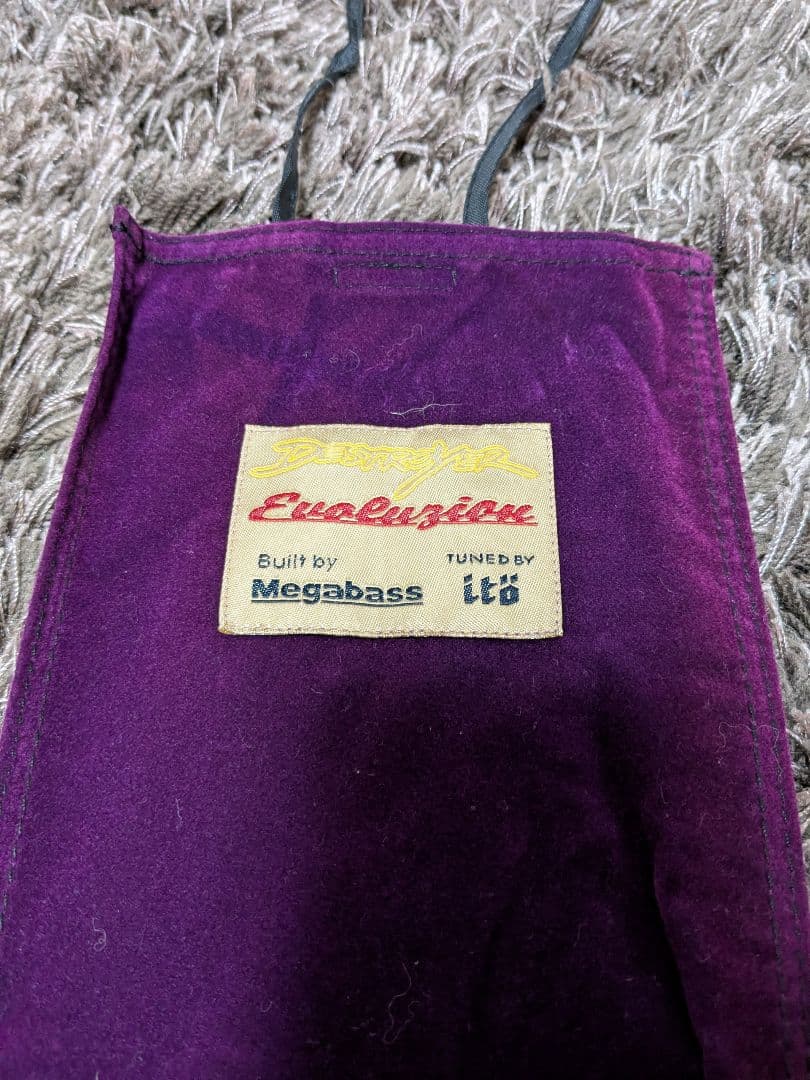 DESTROYER
Evoluzion
Built by
Megabass
TUNED BY
itö